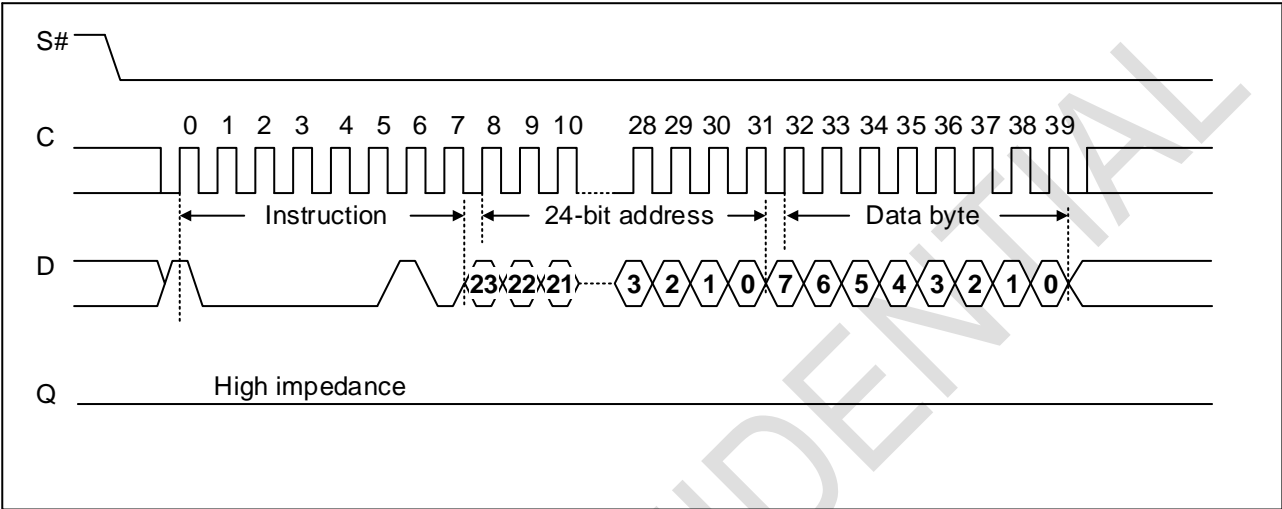 S#
C 0 1 2 3 4 5 6 7 8 9 10 28 29 30 31 32 33 34 35 36 37 38 39
Instruction 24-bit address Data byte
D 23 22 21 3 2 1 0 7 6 5 4 3 2 1 0
Q High impedance
IDENTIAL